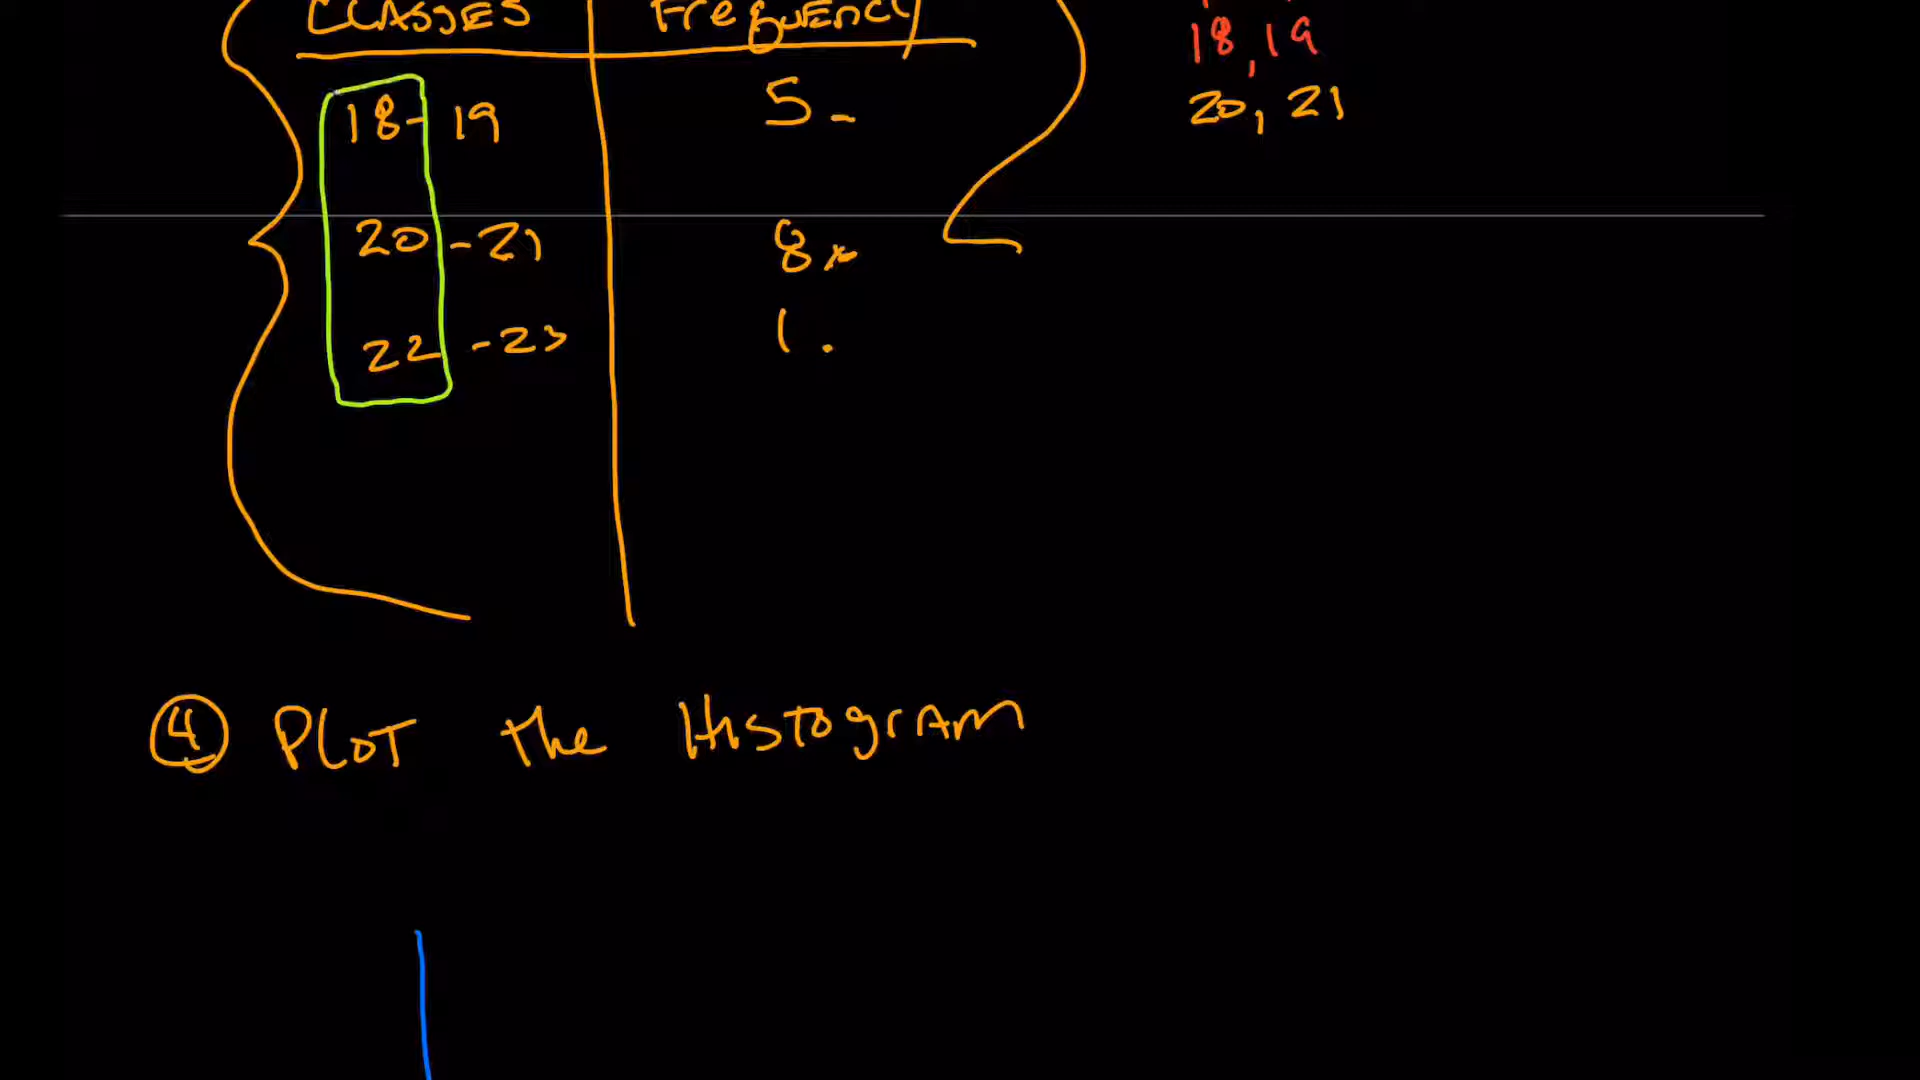 CLASSES Frequency
18, 19
18 - 19 5 -
20, 21
20 - 21 8
22 - 23 1 .
④ PLOT the HIstogrAm